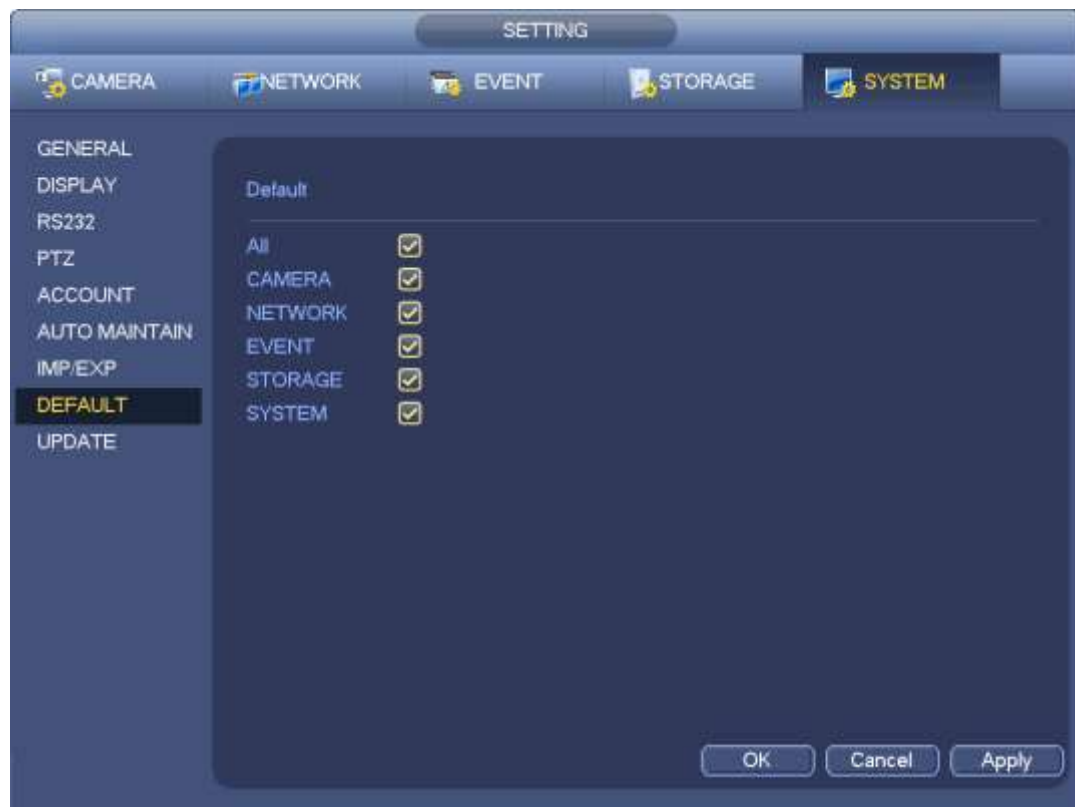 SETTING
CAMERA NETWORK EVENT STORAGE SYSTEM
GENERAL
DISPLAY
RS232
PTZ
ACCOUNT
AUTO MAINTAIN
IMP/EXP
DEFAULT
UPDATE
Default
All
CAMERA
NETWORK
EVENT
STORAGE
SYSTEM
OK Cancel Apply